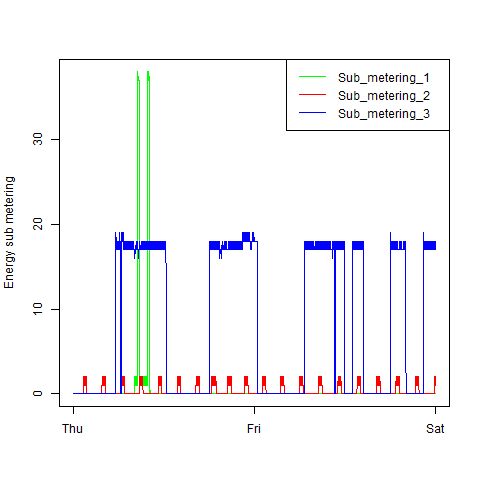 Sub_metering_1
Sub_metering_2
Sub_metering_3
Energy sub metering
30
20
10
0
Thu Fri Sat